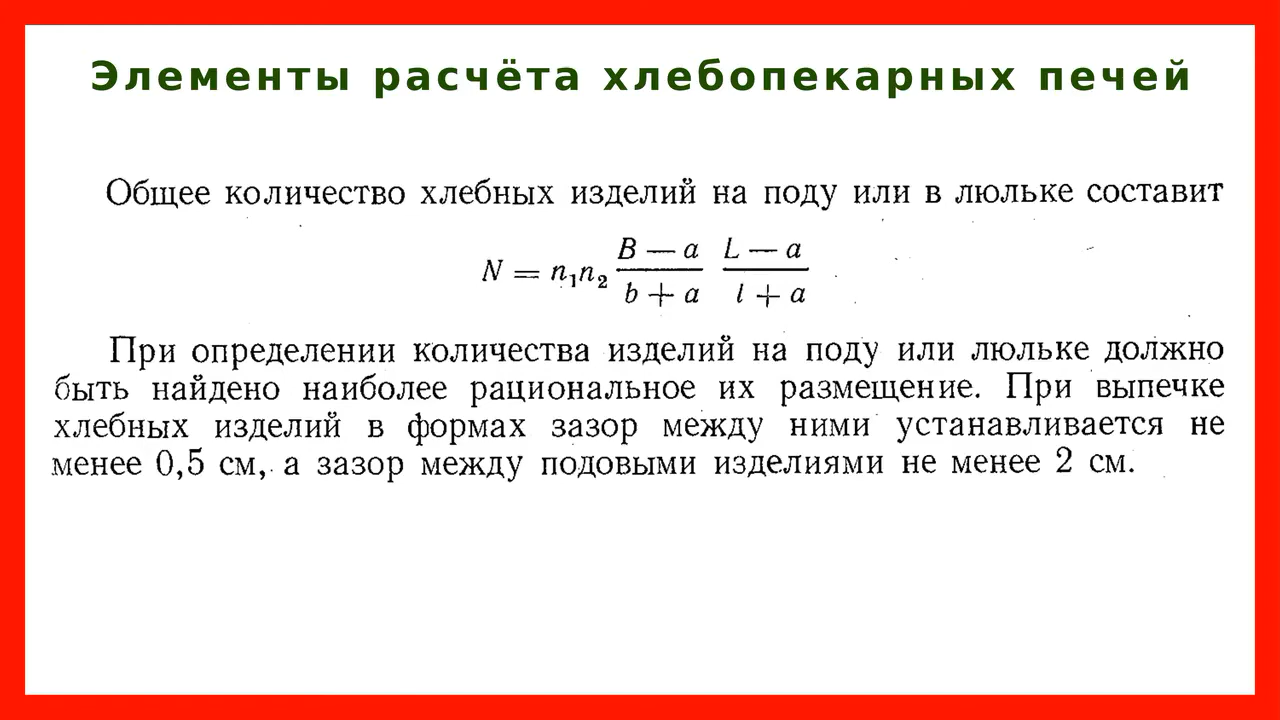 Элементы расчёта хлебопекарных печей
Общее количество хлебных изделий на поду или в люльке составит
N = n₁n₂ (B — a)/(b + a) (L — a)/(l + a)
При определении количества изделий на поду или люльке должно
быть найдено наиболее рациональное их размещение. При выпечке
хлебных изделий в формах зазор между ними устанавливается не
менее 0,5 см, а зазор между подовыми изделиями не менее 2 см.